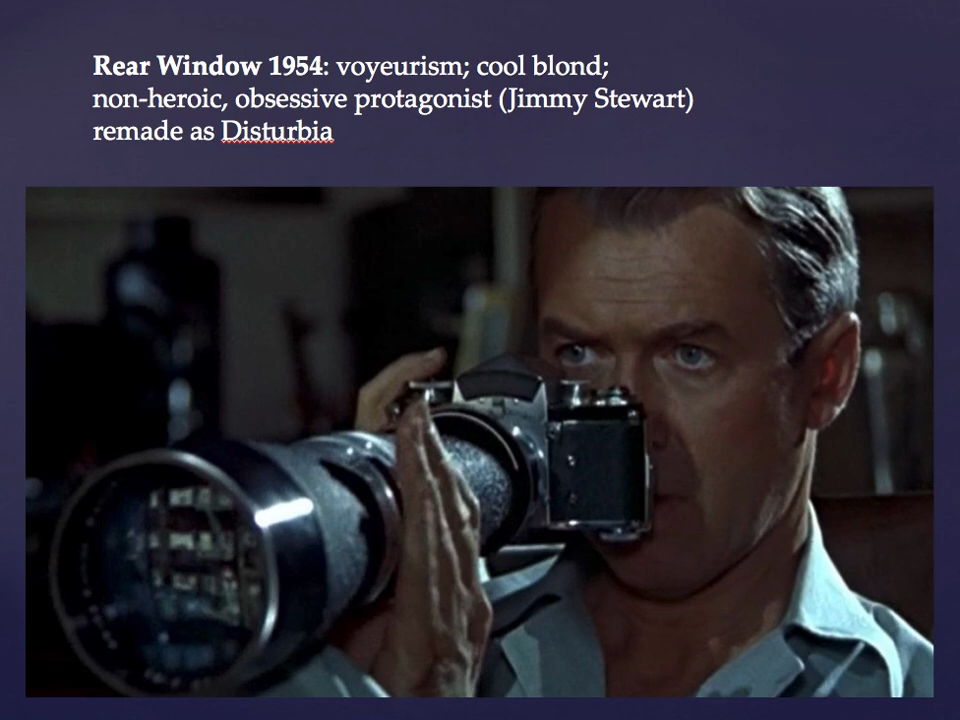 Rear Window 1954: voyeurism; cool blond;
non-heroic, obsessive protagonist (Jimmy Stewart)
remade as Disturbia